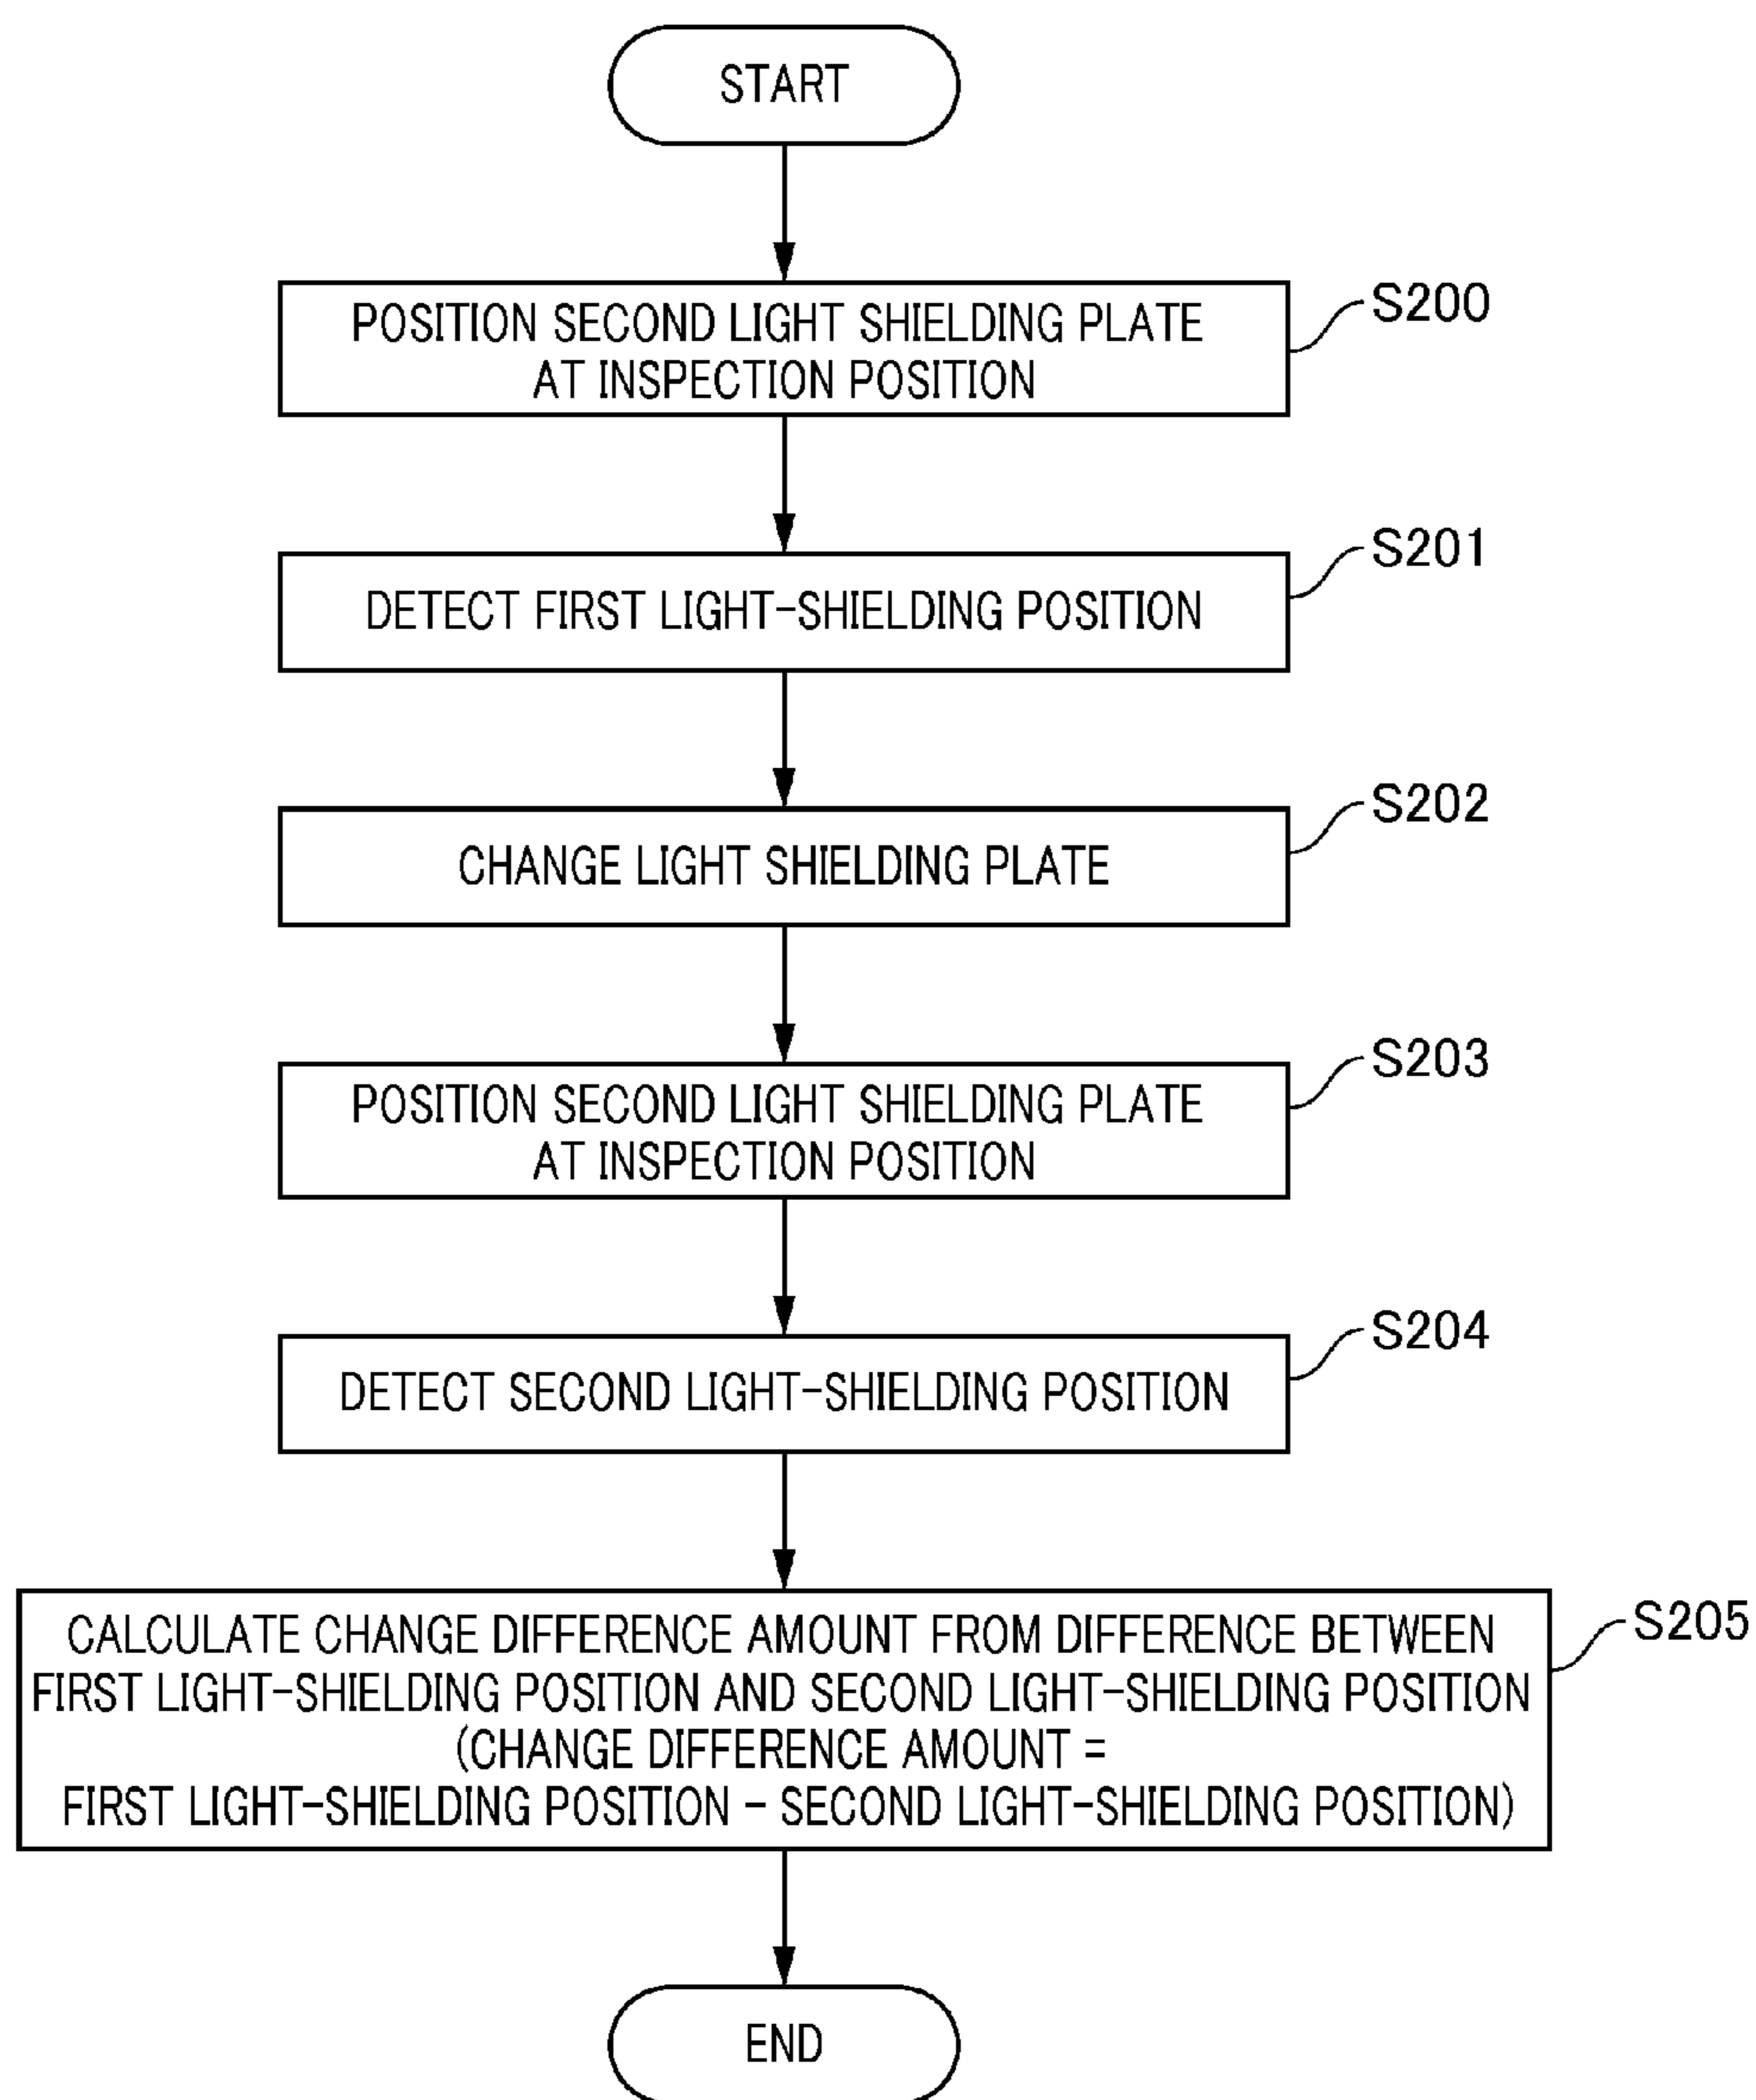 START
POSITION SECOND LIGHT SHIELDING PLATE
AT INSPECTION POSITION
S200
DETECT FIRST LIGHT-SHIELDING POSITION
S201
CHANGE LIGHT SHIELDING PLATE
S202
POSITION SECOND LIGHT SHIELDING PLATE
AT INSPECTION POSITION
S203
DETECT SECOND LIGHT-SHIELDING POSITION
S204
CALCULATE CHANGE DIFFERENCE AMOUNT FROM DIFFERENCE BETWEEN
FIRST LIGHT-SHIELDING POSITION AND SECOND LIGHT-SHIELDING POSITION
(CHANGE DIFFERENCE AMOUNT =
FIRST LIGHT-SHIELDING POSITION - SECOND LIGHT-SHIELDING POSITION)
S205
END